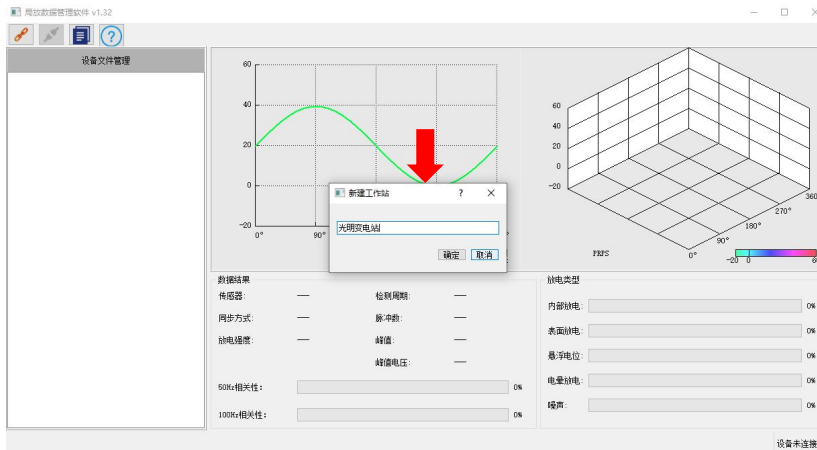 局放数据管理软件 v1.32
设备文件管理
60
40
20
0
-20
0°
90°
60
40
20
0
-20
PRPS
0°
90°
180°
270°
360
-20
0
60
新建工作站
?
光明变电站
确定
取消
数据结果
传感器: — 检测周期: —
同步方式: — 脉冲数: —
放电强度: — 峰值: —
峰值电压: —
50Hz相关性: 0%
100Hz相关性: 0%
放电类型
内部放电: 0%
表面放电: 0%
悬浮电位: 0%
电晕放电: 0%
噪声: 0%
设备未连接